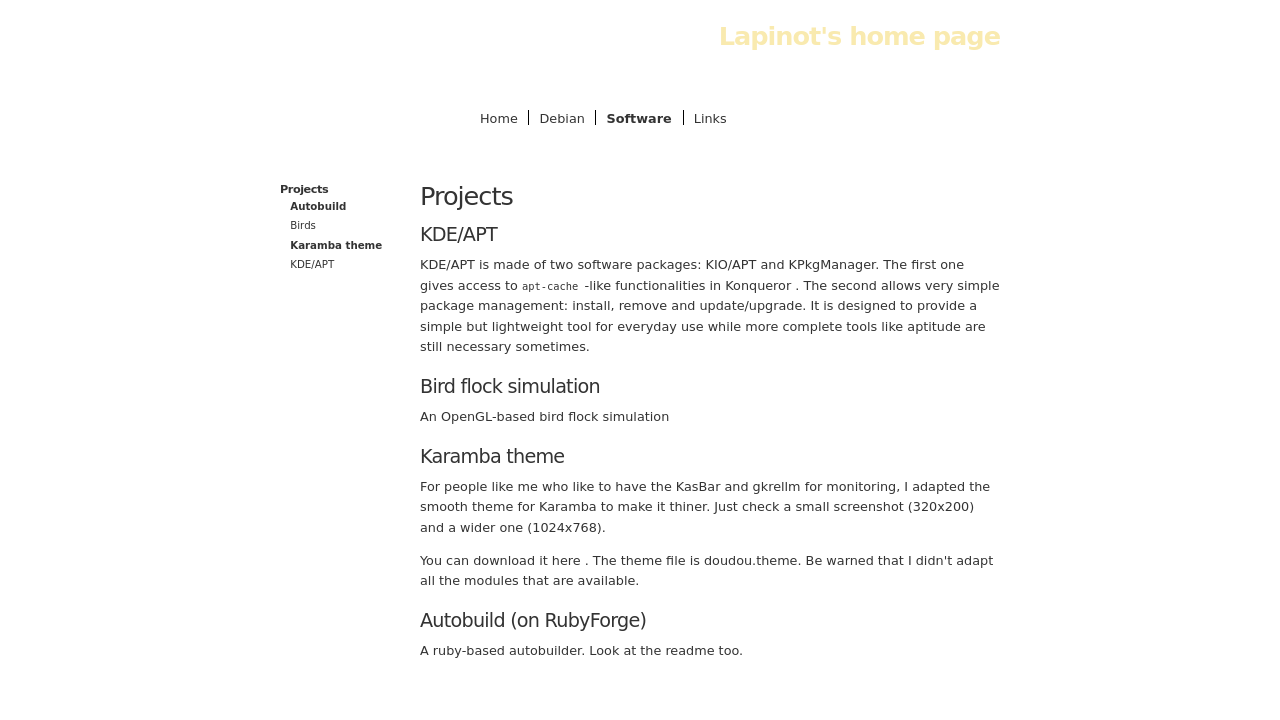 Lapinot's home page
Home
Debian
Software
Links
Projects
Autobuild
Birds
Karamba theme
KDE/APT
Projects
KDE/APT
KDE/APT is made of two software packages: KIO/APT and KPkgManager. The first one
gives access to apt-cache -like functionalities in Konqueror . The second allows very simple
package management: install, remove and update/upgrade. It is designed to provide a
simple but lightweight tool for everyday use while more complete tools like aptitude are
still necessary sometimes.
Bird flock simulation
An OpenGL-based bird flock simulation
Karamba theme
For people like me who like to have the KasBar and gkrellm for monitoring, I adapted the
smooth theme for Karamba to make it thiner. Just check a small screenshot (320x200)
and a wider one (1024x768).
You can download it here . The theme file is doudou.theme. Be warned that I didn't adapt
all the modules that are available.
Autobuild (on RubyForge)
A ruby-based autobuilder. Look at the readme too.